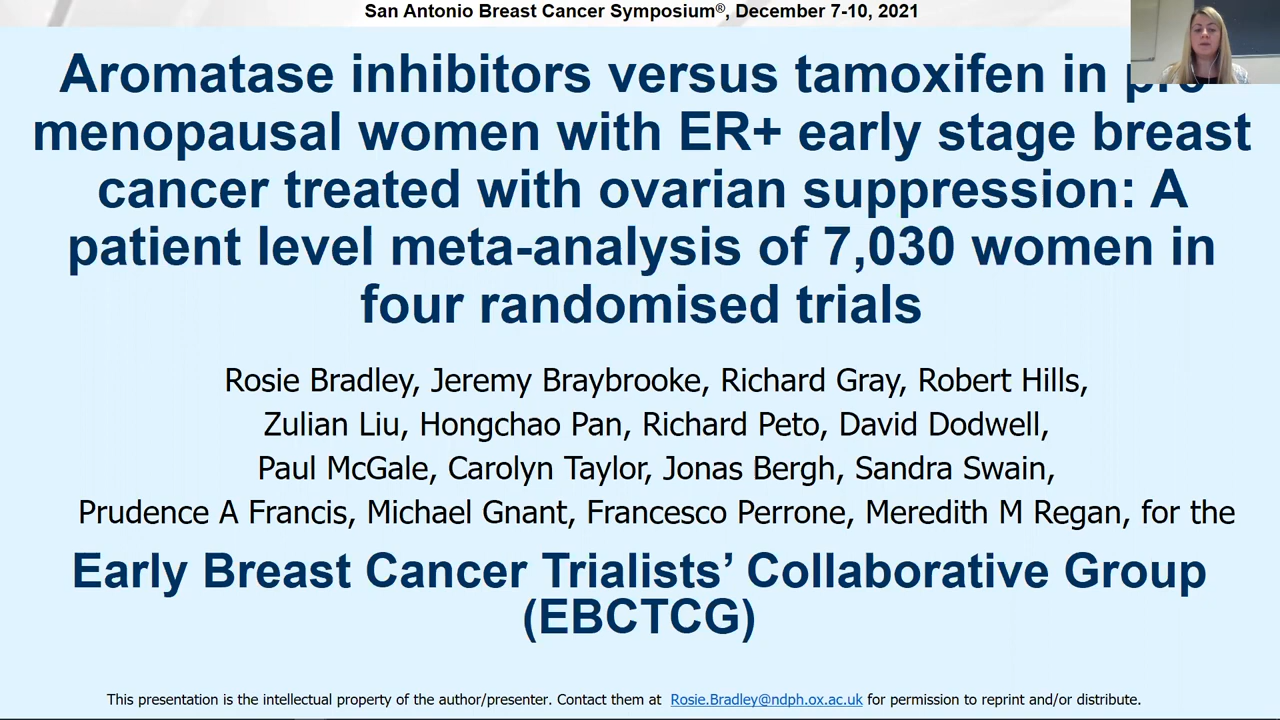 San Antonio Breast Cancer Symposium®, December 7-10, 2021
Aromatase inhibitors versus tamoxifen in
menopausal women with ER+ early stage breast
cancer treated with ovarian suppression: A
patient level meta-analysis of 7,030 women in
four randomised trials
Rosie Bradley, Jeremy Braybrooke, Richard Gray, Robert Hills,
Zulian Liu, Hongchao Pan, Richard Peto, David Dodwell,
Paul McGale, Carolyn Taylor, Jonas Bergh, Sandra Swain,
Prudence A Francis, Michael Gnant, Francesco Perrone, Meredith M Regan, for the
Early Breast Cancer Trialists’ Collaborative Group
(EBCTCG)
This presentation is the intellectual property of the author/presenter. Contact them at Rosie.Bradley@ndph.ox.ac.uk for permission to reprint and/or distribute.